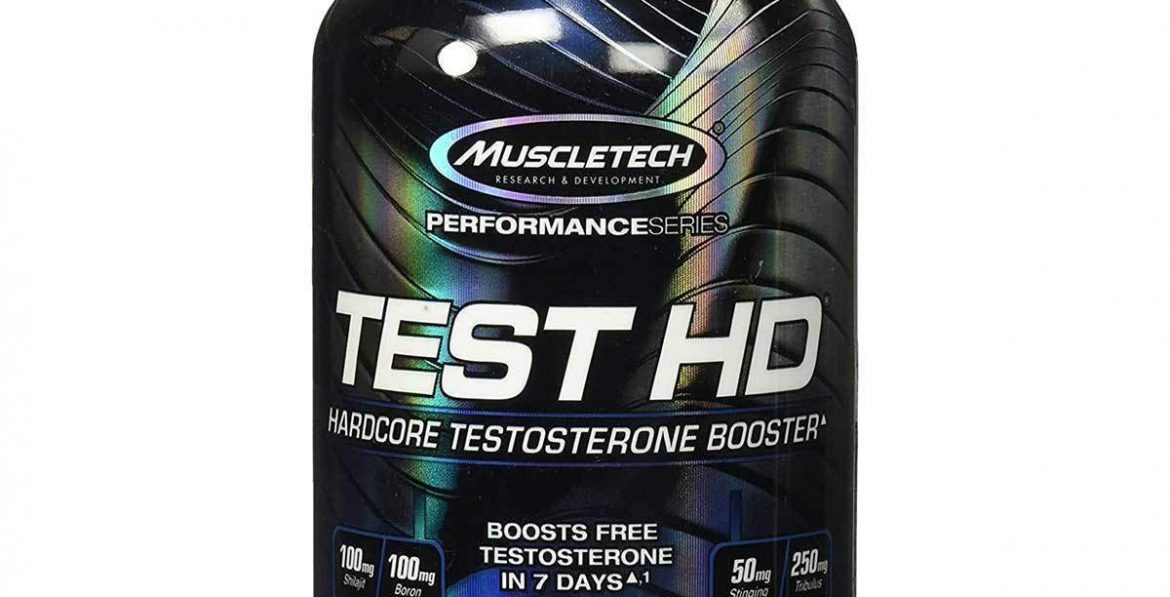 MUSCLETECH®
RESEARCH & DEVELOPMENT
PERFORMANCESERIES
TEST HD®
HARDCORE TESTOSTERONE BOOSTER▲
BOOSTS FREE
TESTOSTERONE
IN 7 DAYS▲,1
100mg
Shilajit
100mg
Boron
50mg
Stinging
250mg
Tribulus